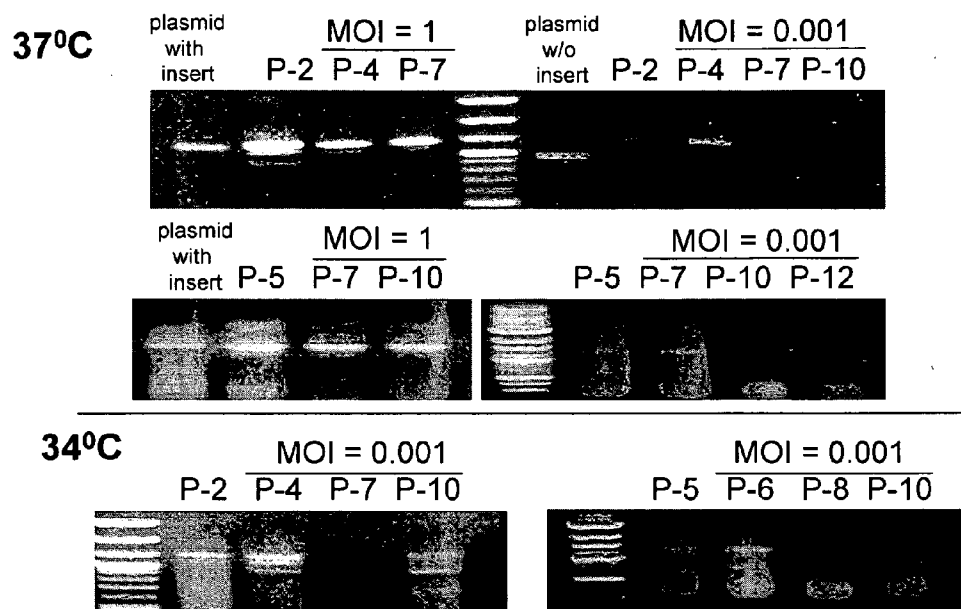 37⁰C
plasmid with insert
MOI = 1
P-2 P-4 P-7
plasmid w/o insert
MOI = 0.001
P-2 P-4 P-7 P-10
plasmid with insert
MOI = 1
P-5 P-7 P-10
MOI = 0.001
P-5 P-7 P-10 P-12
34⁰C
MOI = 0.001
P-2 P-4 P-7 P-10
MOI = 0.001
P-5 P-6 P-8 P-10